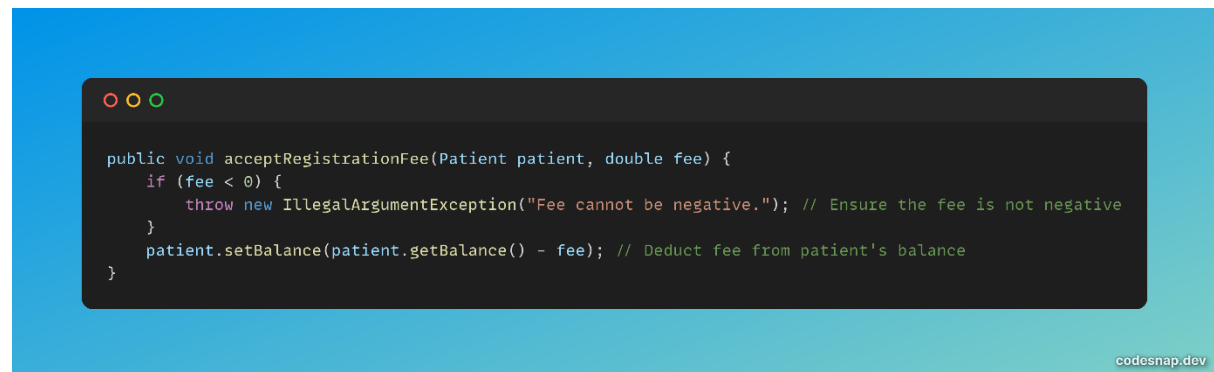 public void acceptRegistrationFee(Patient patient, double fee) {
    if (fee < 0) {
        throw new IllegalArgumentException("Fee cannot be negative."); // Ensure the fee is not negative
    }
    patient.setBalance(patient.getBalance() - fee); // Deduct fee from patient's balance
}
codesnap.dev